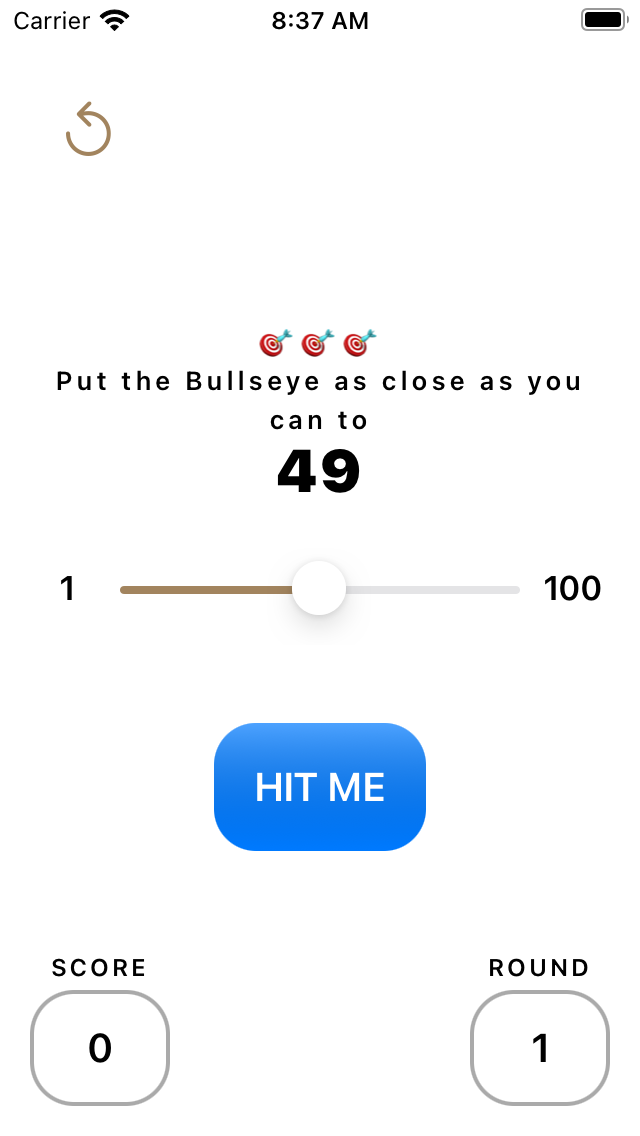 Carrier 8:37 AM
🎯🎯🎯
Put the Bullseye as close as you
can to
49
1 100
HIT ME
SCORE ROUND
0 1